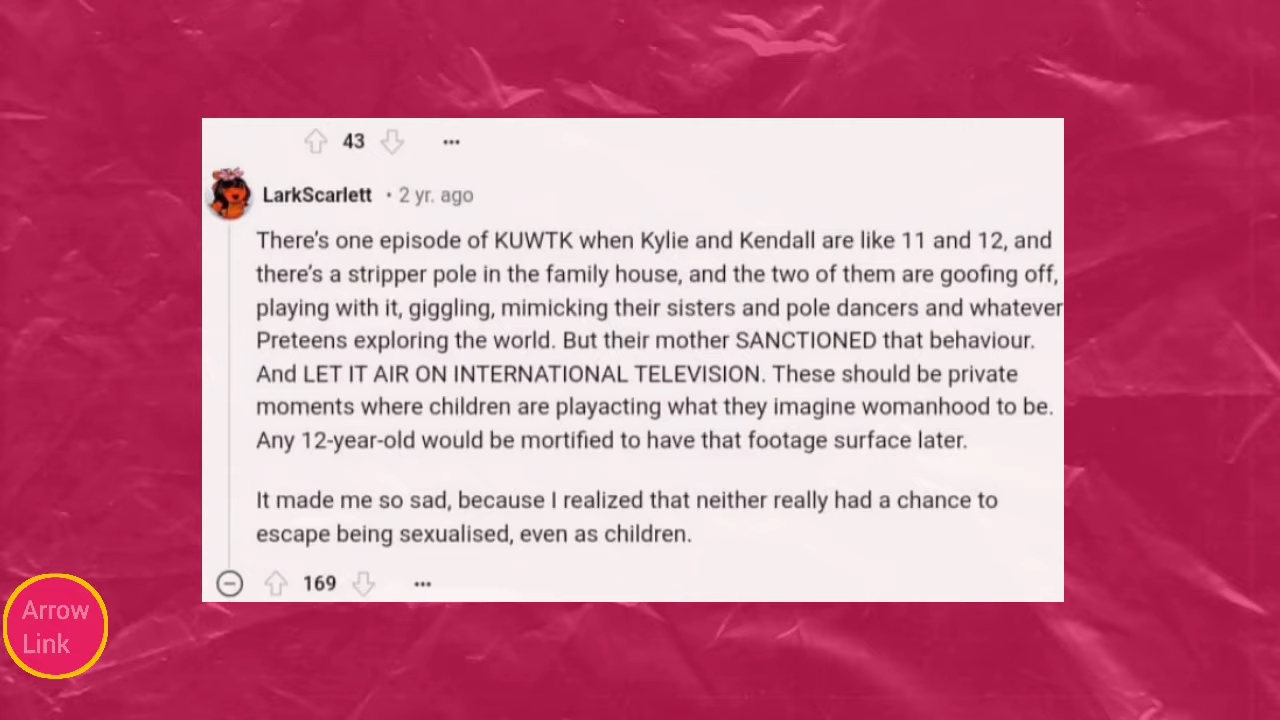 43
LarkScarlett • 2 yr. ago
There's one episode of KUWTK when Kylie and Kendall are like 11 and 12, and
there's a stripper pole in the family house, and the two of them are goofing off,
playing with it, giggling, mimicking their sisters and pole dancers and whatever
Preteens exploring the world. But their mother SANCTIONED that behaviour.
And LET IT AIR ON INTERNATIONAL TELEVISION. These should be private
moments where children are playacting what they imagine womanhood to be.
Any 12-year-old would be mortified to have that footage surface later.
It made me so sad, because I realized that neither really had a chance to
escape being sexualised, even as children.
169
Arrow
Link